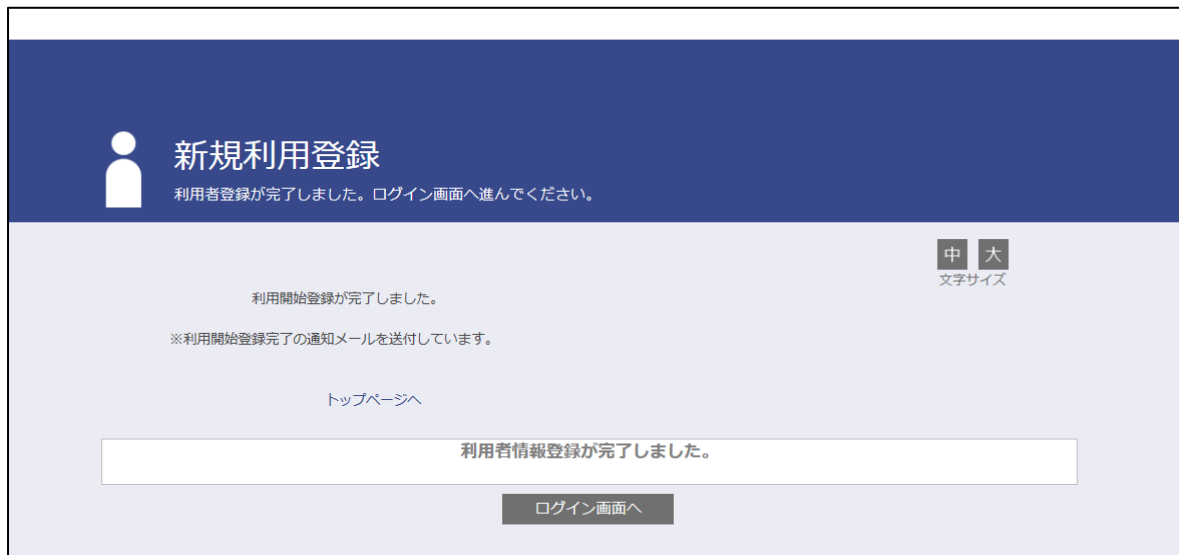 新規利用登録
利用者登録が完了しました。ログイン画面へ進んでください。
中 大
文字サイズ
利用開始登録が完了しました。
※利用開始登録完了の通知メールを送付しています。
トップページへ
利用者情報登録が完了しました。
ログイン画面へ